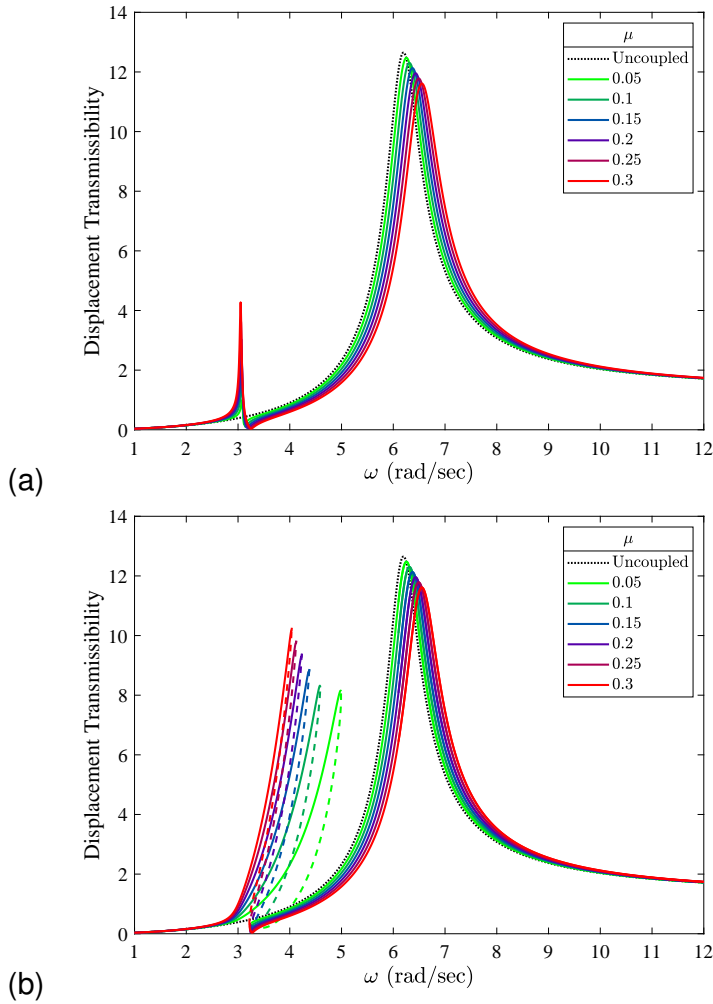 14
12
10
8
6
4
2
0
Displacement Transmissibility
μ
Uncoupled
0.05
0.1
0.15
0.2
0.25
0.3
1 2 3 4 5 6 7 8 9 10 11 12
ω (rad/sec)
(a)
14
12
10
8
6
4
2
0
Displacement Transmissibility
μ
Uncoupled
0.05
0.1
0.15
0.2
0.25
0.3
1 2 3 4 5 6 7 8 9 10 11 12
ω (rad/sec)
(b)